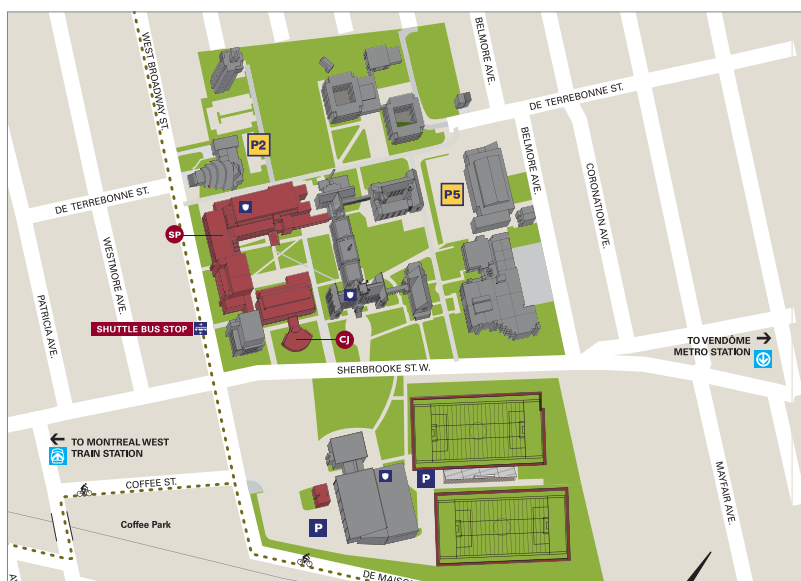 WEST BROADWAY ST.
BELMORE AVE.
DE TERREBONNE ST.
P2
BELMORE AVE.
CORONATION AVE.
DE TERREBONNE ST.
P5
SP
WESTMORE AVE.
PATRICIA AVE.
SHUTTLE BUS STOP
CJ
TO VENDÔME
METRO STATION
SHERBROOKE ST. W.
TO MONTREAL WEST
TRAIN STATION
COFFEE ST.
P
MAYFAIR AVE.
Coffee Park
P